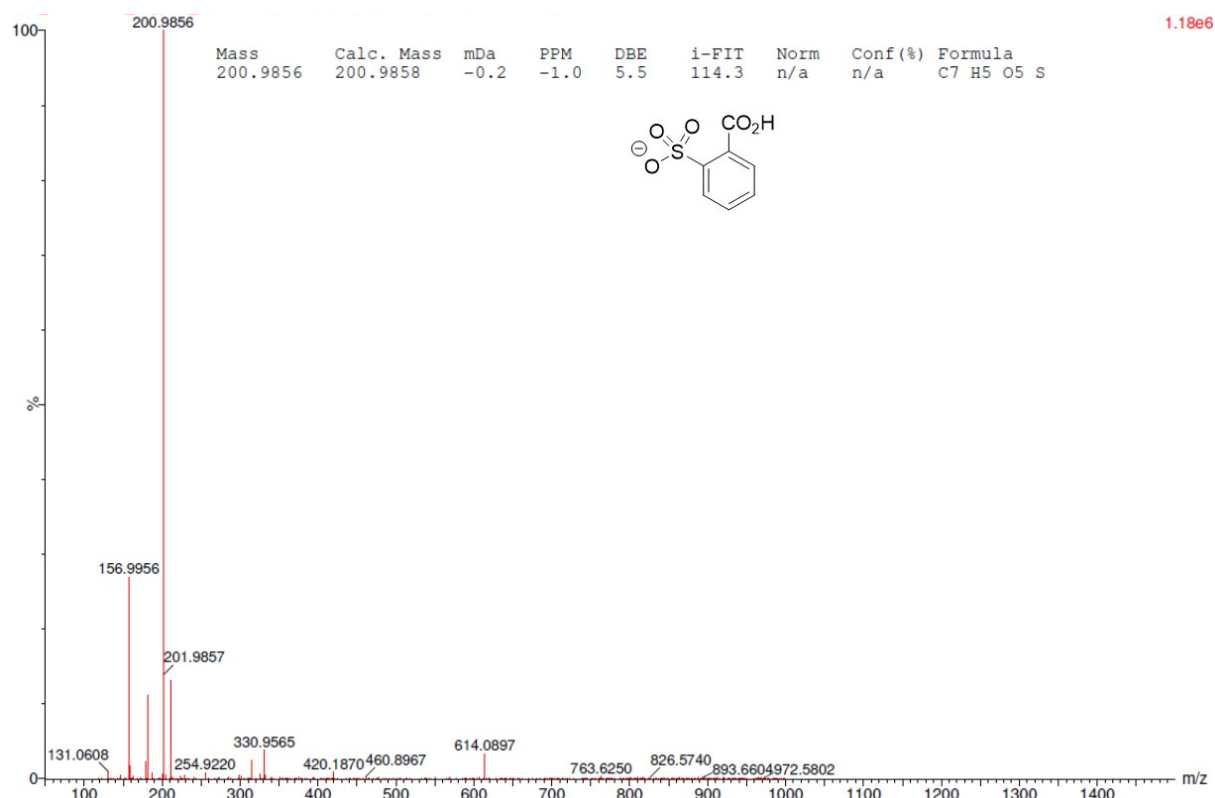 200.9856
1.18e6
100
Mass Calc. Mass mDa PPM DBE i-FIT Norm Conf(%) Formula
200.9856 200.9858 -0.2 -1.0 5.5 114.3 n/a n/a C7 H5 O5 S
O O CO₂H
⊖ O S
%
156.9956
201.9857
131.0608
254.9220
330.9565
420.1870
460.8967
614.0897
763.6250
826.5740
893.6604
972.5802
0
100 200 300 400 500 600 700 800 900 1000 1100 1200 1300 1400 m/z